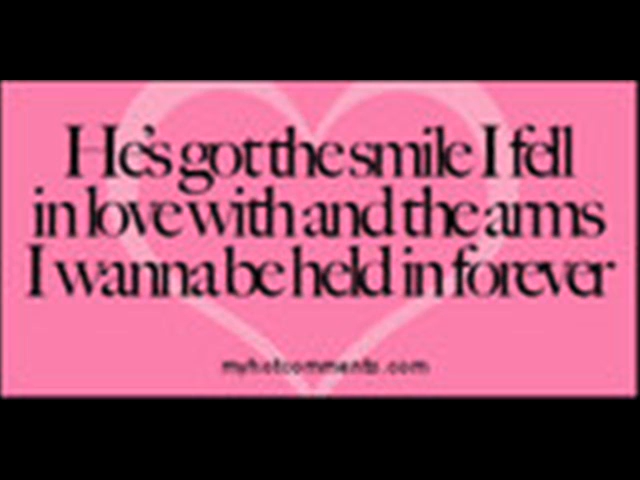 He's got the smile I fell
in love with and the arms
I wanna be held in forever
myhotcomments.com